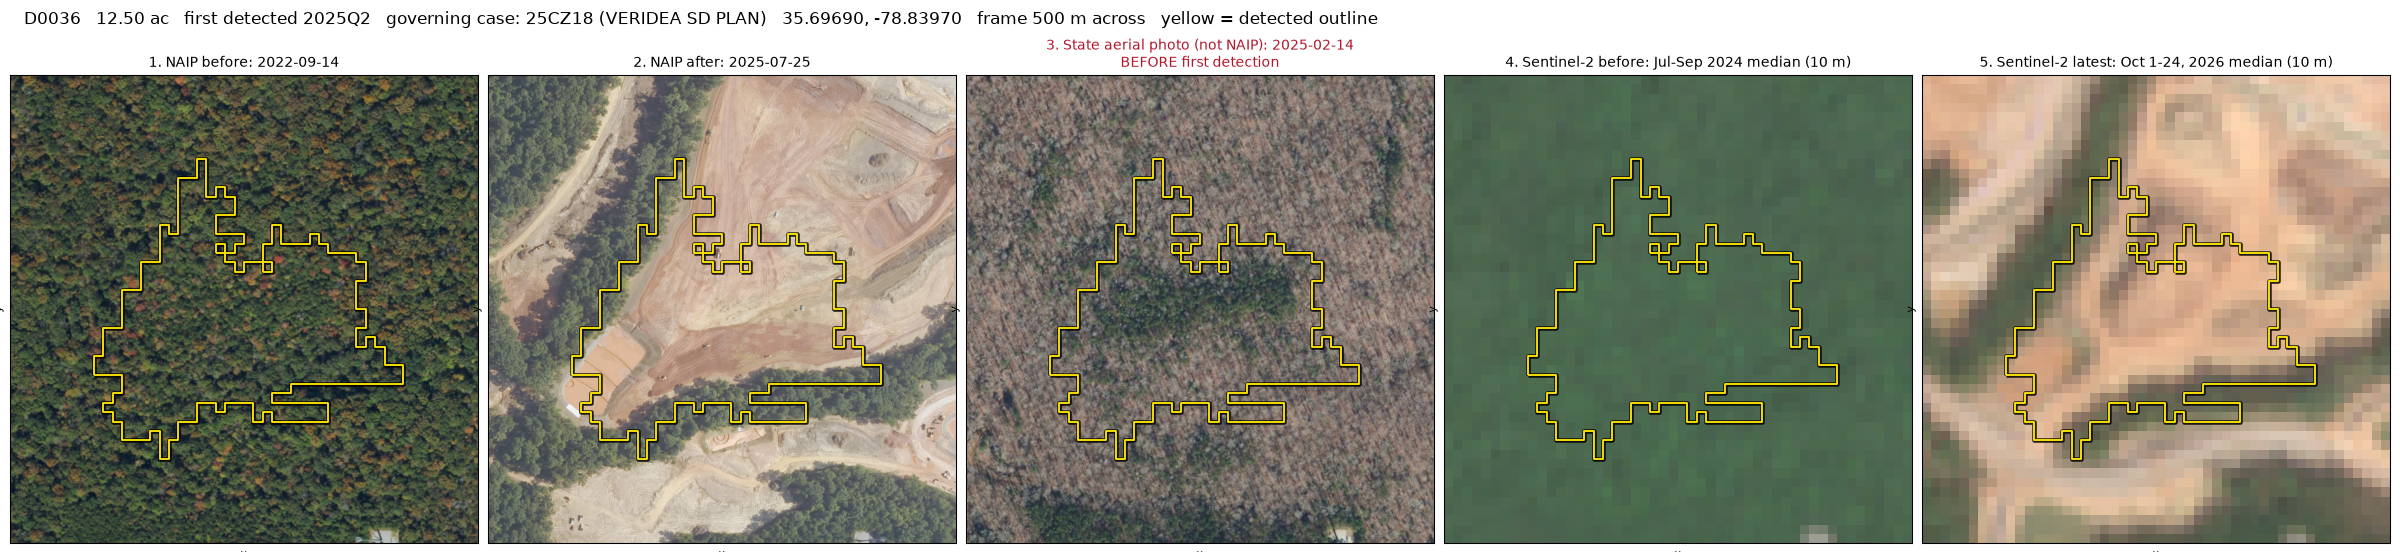 D0036 12.50 ac first detected 2025Q2 governing case: 25CZ18 (VERIDEA SD PLAN) 35.69690, -78.83970 frame 500 m across yellow = detected outline
1. NAIP before: 2022-09-14
2. NAIP after: 2025-07-25
3. State aerial photo (not NAIP): 2025-02-14
BEFORE first detection
4. Sentinel-2 before: Jul-Sep 2024 median (10 m)
5. Sentinel-2 latest: Oct 1-24, 2026 median (10 m)